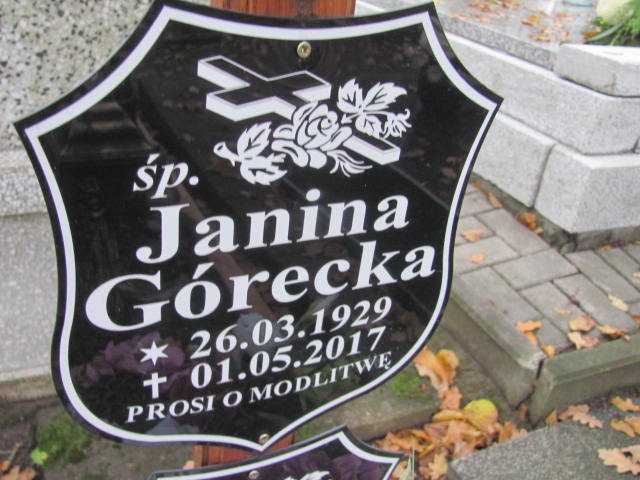 śp.
Janina
Górecka
* 26.03.1929
✝ 01.05.2017
PROSI O MODLITWĘ